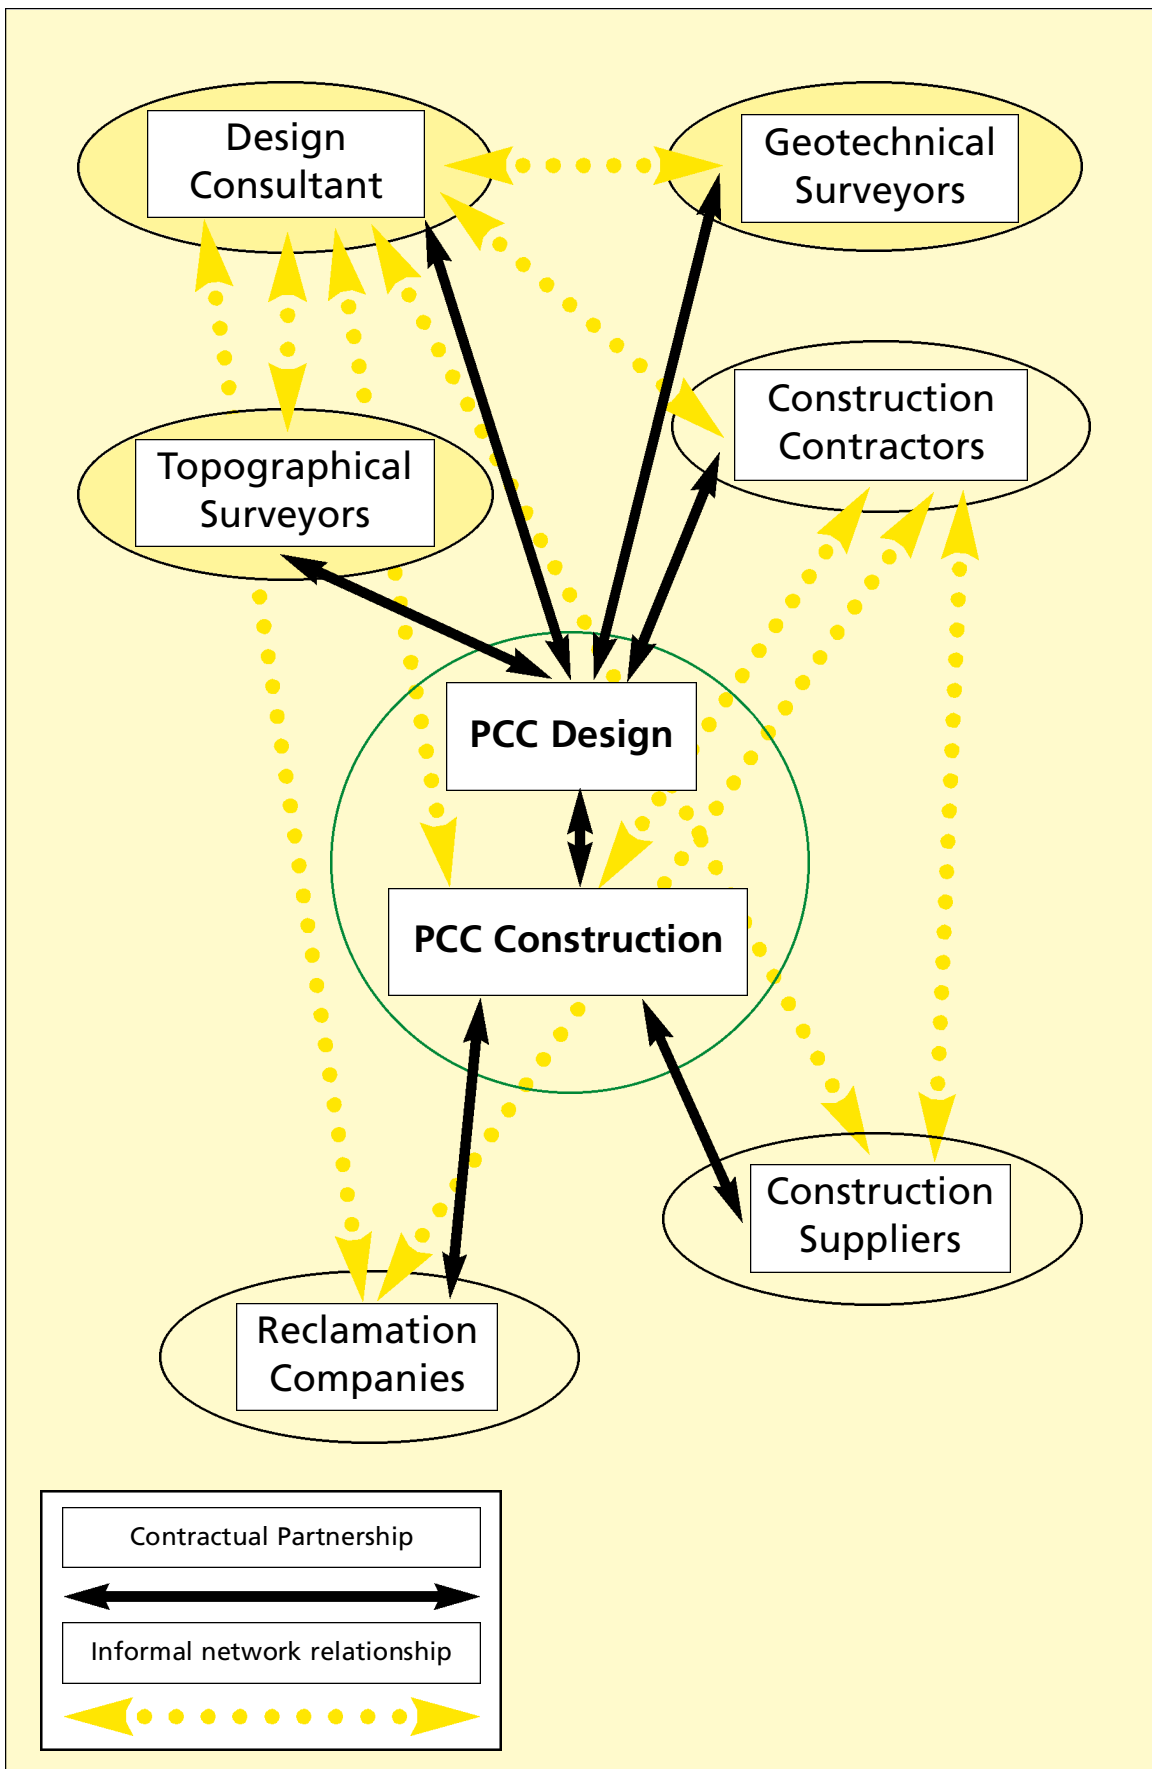 Design
Consultant
Geotechnical
Surveyors
Construction
Contractors
Topographical
Surveyors
PCC Design
PCC Construction
Construction
Suppliers
Reclamation
Companies
Contractual Partnership
Informal network relationship